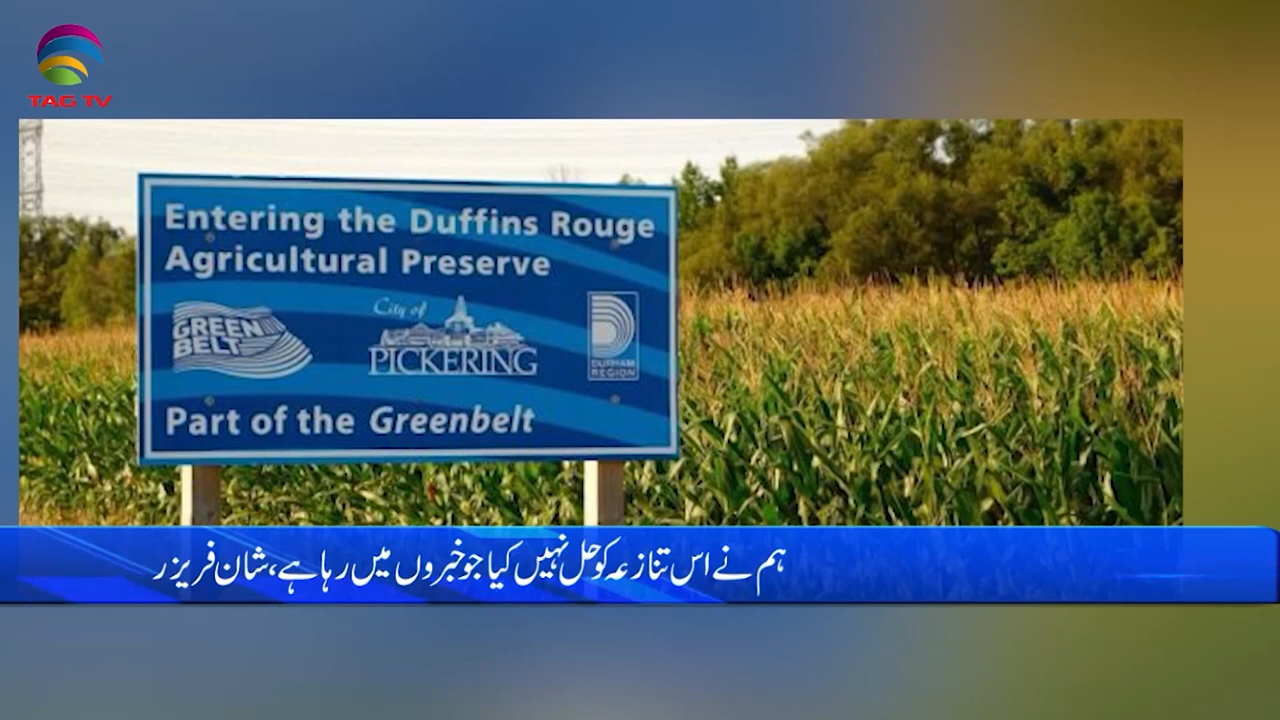 TAG TV
Entering the Duffins Rouge
Agricultural Preserve
GREEN
BELT
City of
PICKERING
DURHAM
REGION
Part of the Greenbelt
ہم نے اس تنازعہ کو حل نہیں کیا جو خبروں میں رہا ہے، شان فریزر